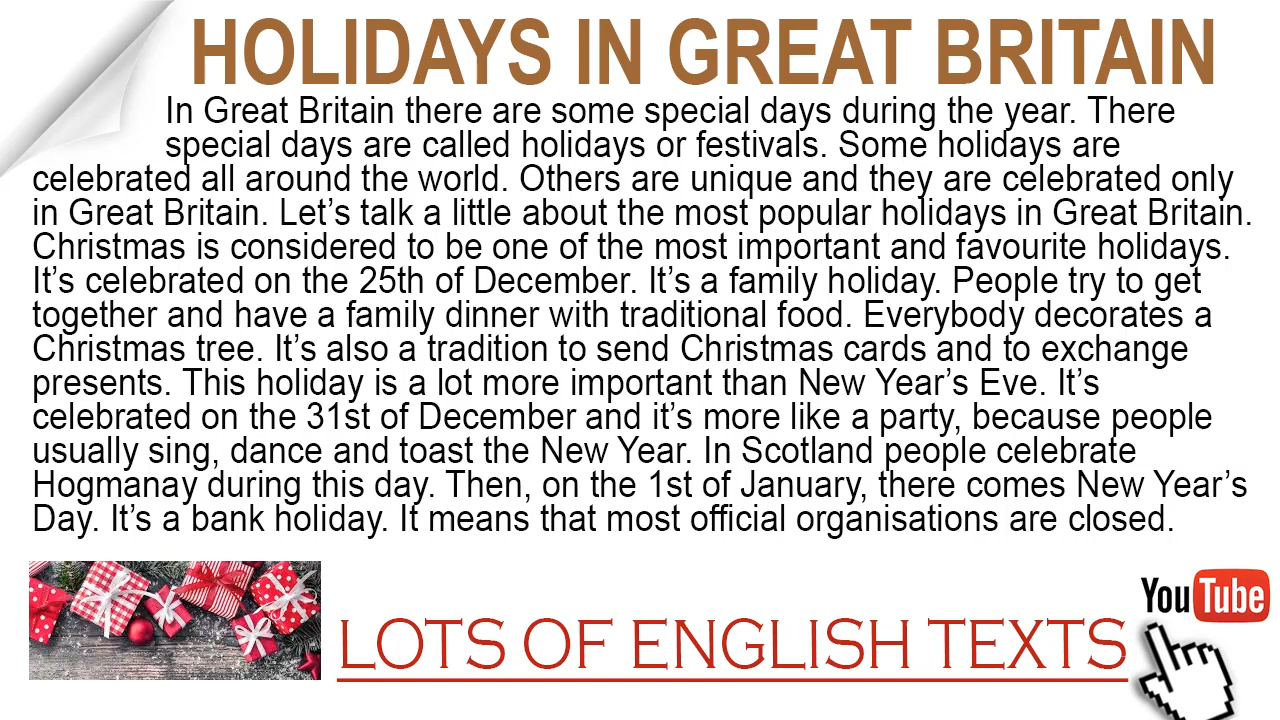 HOLIDAYS IN GREAT BRITAIN
In Great Britain there are some special days during the year. There
special days are called holidays or festivals. Some holidays are
celebrated all around the world. Others are unique and they are celebrated only
in Great Britain. Let’s talk a little about the most popular holidays in Great Britain.
Christmas is considered to be one of the most important and favourite holidays.
It’s celebrated on the 25th of December. It’s a family holiday. People try to get
together and have a family dinner with traditional food. Everybody decorates a
Christmas tree. It’s also a tradition to send Christmas cards and to exchange
presents. This holiday is a lot more important than New Year’s Eve. It’s
celebrated on the 31st of December and it’s more like a party, because people
usually sing, dance and toast the New Year. In Scotland people celebrate
Hogmanay during this day. Then, on the 1st of January, there comes New Year’s
Day. It’s a bank holiday. It means that most official organisations are closed.
YouTube
LOTS OF ENGLISH TEXTS